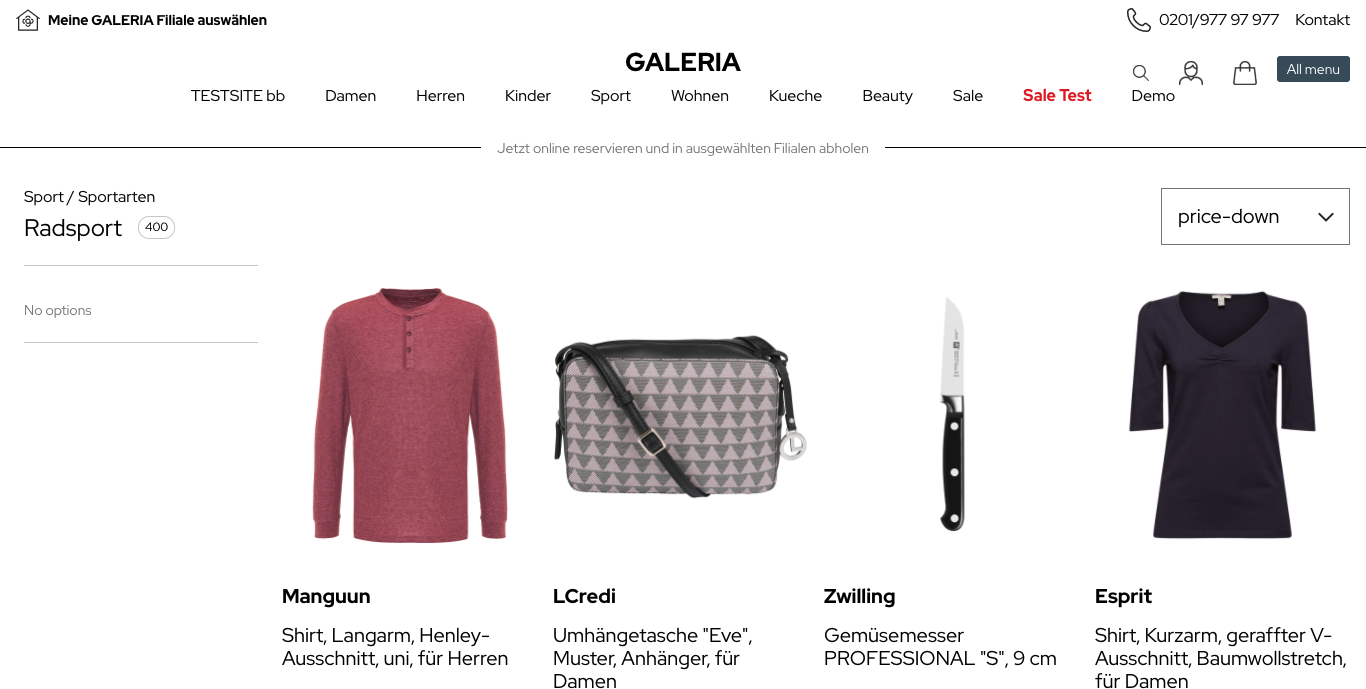 Meine GALERIA Filiale auswählen
0201/977 97 977
Kontakt
GALERIA
All menu
TESTSITE bb
Damen
Herren
Kinder
Sport
Wohnen
Kueche
Beauty
Sale
Sale Test
Demo
Jetzt online reservieren und in ausgewählten Filialen abholen
Sport / Sportarten
Radsport
400
price-down
No options
Manguun
Shirt, Langarm, Henley-
Ausschnitt, uni, für Herren
LCredi
Umhängetasche "Eve",
Muster, Anhänger, für
Damen
Zwilling
Gemüsemesser
PROFESSIONAL "S", 9 cm
Esprit
Shirt, Kurzarm, geraffter V-
Ausschnitt, Baumwollstretch,
für Damen